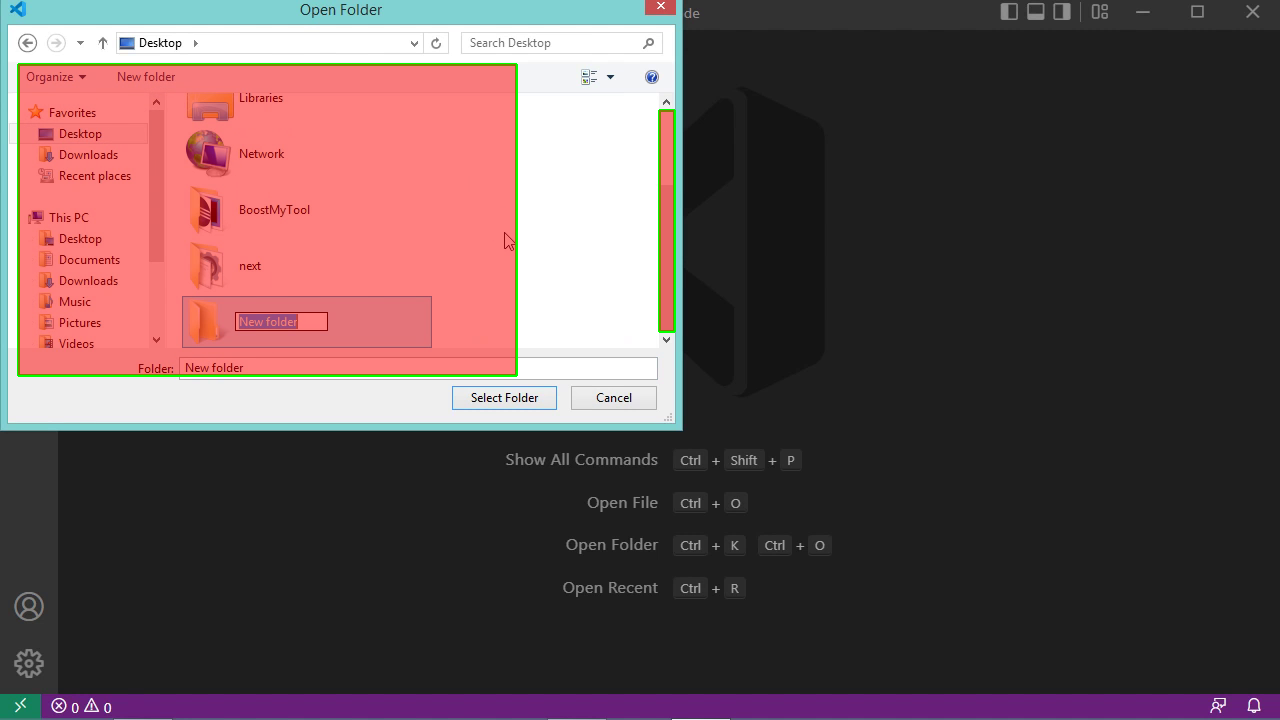 Open Folder
de
Desktop
Search Desktop
Organize
New folder
Favorites
Desktop
Downloads
Recent places
This PC
Desktop
Documents
Downloads
Music
Pictures
Videos
Libraries
Network
BoostMyTool
next
New folder
Folder: New folder
Select Folder Cancel
Show All Commands Ctrl + Shift + P
Open File Ctrl + O
Open Folder Ctrl + K Ctrl + O
Open Recent Ctrl + R
0 0